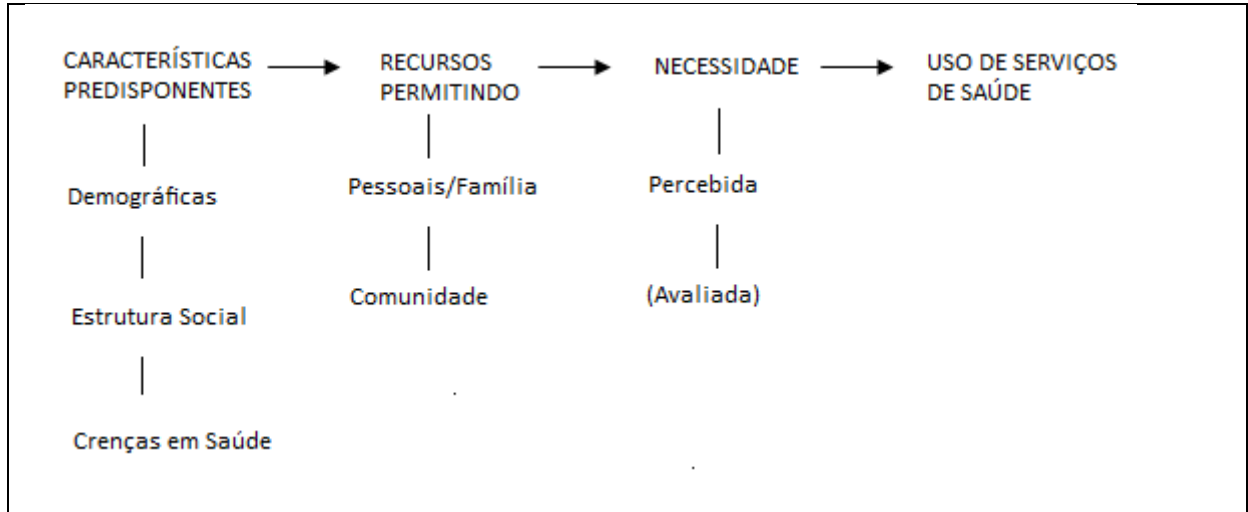 CARACTERÍSTICAS
PREDISPONENTES
RECURSOS
PERMITINDO
NECESSIDADE
USO DE SERVIÇOS
DE SAÚDE
Demográficas
Pessoais/Família
Percebida
Estrutura Social
Comunidade
(Avaliada)
Crenças em Saúde